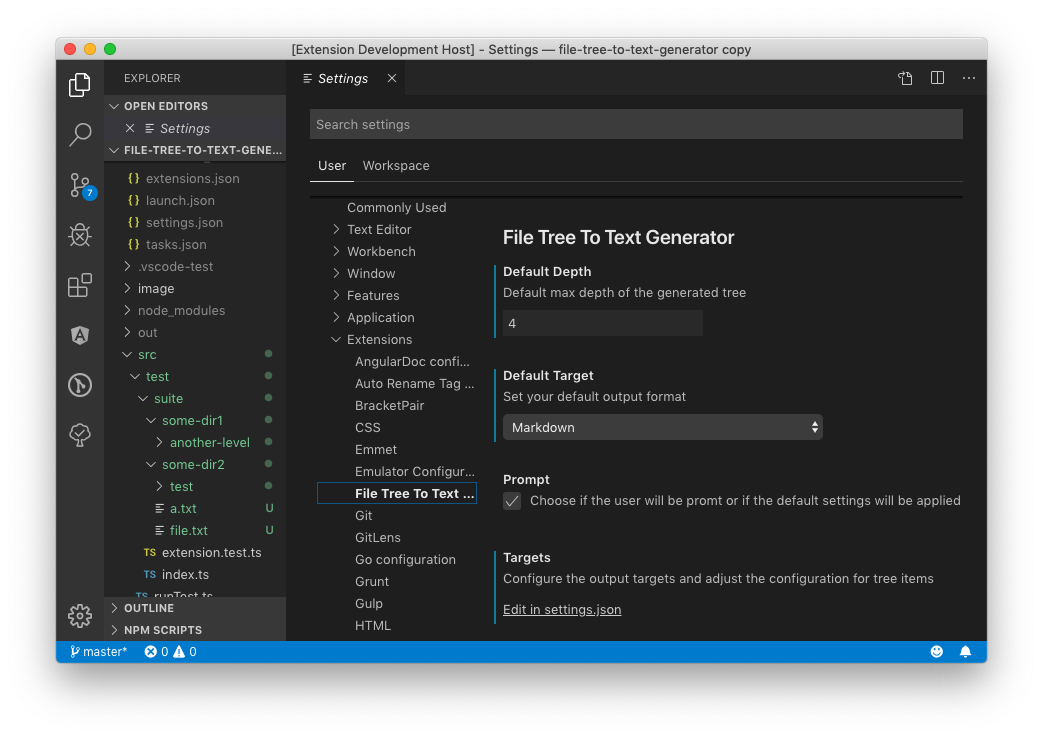 [Extension Development Host] - Settings — file-tree-to-text-generator copy
EXPLORER
OPEN EDITORS
Settings
FILE-TREE-TO-TEXT-GENE...
{} extensions.json
{} launch.json
{} settings.json
{} tasks.json
.vscode-test
image
node_modules
out
src
test
suite
some-dir1
another-level
some-dir2
test
a.txt U
file.txt U
TS extension.test.ts
TS index.ts
TS runTest.ts
OUTLINE
NPM SCRIPTS
7
Settings
Search settings
User Workspace
Commonly Used
Text Editor
Workbench
Window
Features
Application
Extensions
AngularDoc confi...
Auto Rename Tag ...
BracketPair
CSS
Emmet
Emulator Configur...
File Tree To Text ...
Git
GitLens
Go configuration
Grunt
Gulp
HTML
File Tree To Text Generator
Default Depth
Default max depth of the generated tree
4
Default Target
Set your default output format
Markdown
Prompt
Choose if the user will be promt or if the default settings will be applied
Targets
Configure the output targets and adjust the configuration for tree items
Edit in settings.json
master* 0 0